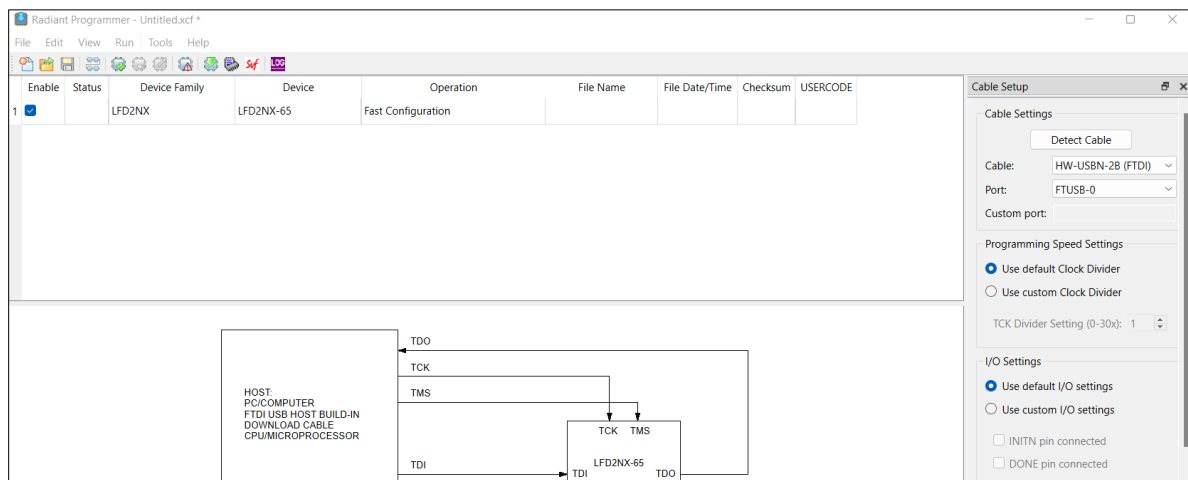 Radiant Programmer - Untitled.xcf *
File Edit View Run Tools Help
Svf LOG
Enable Status Device Family Device Operation File Name File Date/Time Checksum USERCODE
1 LFD2NX LFD2NX-65 Fast Configuration
Cable Setup
Cable Settings
Detect Cable
Cable: HW-USBN-2B (FTDI)
Port: FTUSB-0
Custom port:
Programming Speed Settings
Use default Clock Divider
Use custom Clock Divider
TCK Divider Setting (0-30x): 1
I/O Settings
Use default I/O settings
Use custom I/O settings
INITN pin connected
DONE pin connected
TDO
TCK
TMS
HOST:
PC/COMPUTER
FTDI USB HOST BUILD-IN
DOWNLOAD CABLE
CPU/MICROPROCESSOR
TCK TMS
TDI
LFD2NX-65
TDI TDO